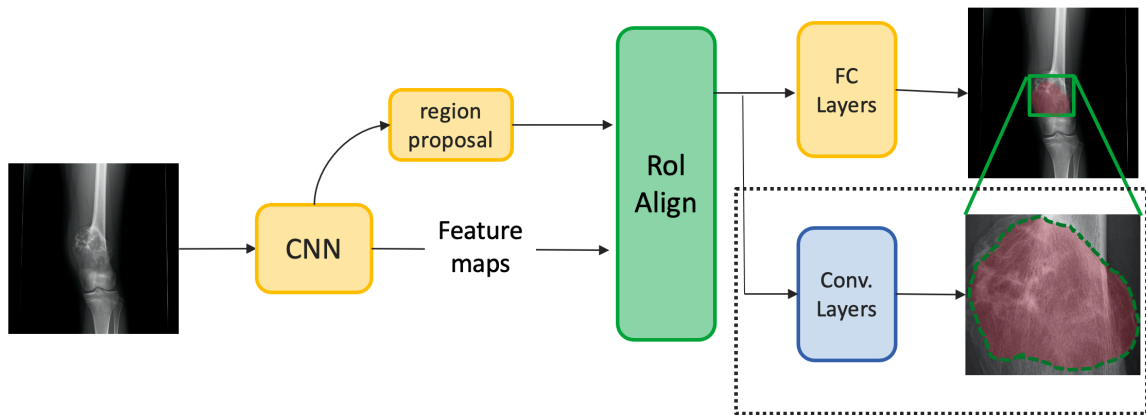 region
proposal
CNN
Feature
maps
RoI
Align
FC
Layers
Conv.
Layers